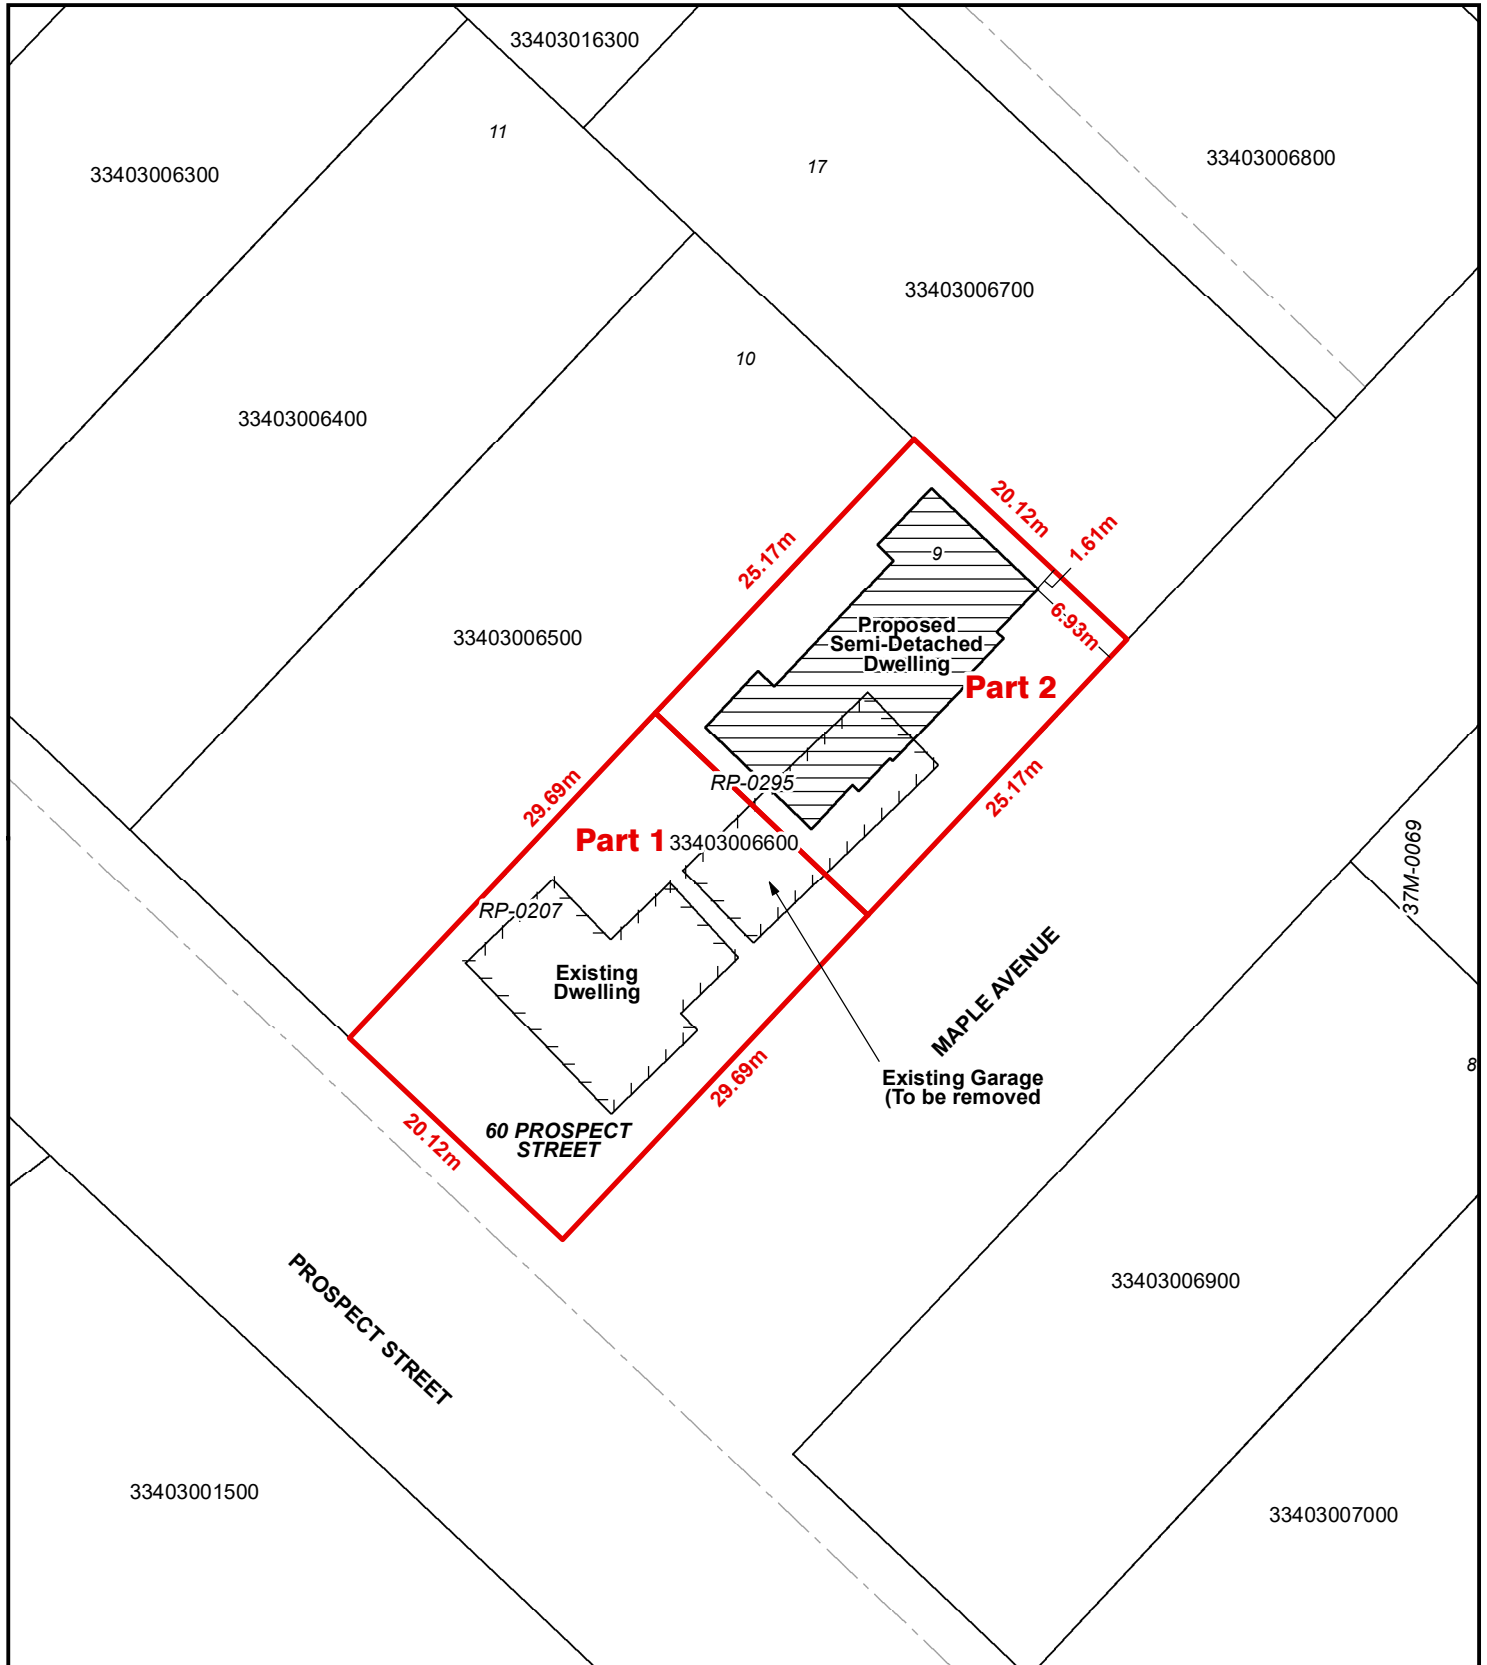 33403016300
11
17
33403006800
33403006300
33403006700
10
33403006400
20.12m
1.61m
25.17m
9
6.93m
33403006500
Proposed
Semi-Detached
Dwelling
Part 2
RP-0295
25.17m
29.69m
Part 1
33403006600
37M-0069
RP-0207
Existing
Dwelling
MAPLE AVENUE
29.69m
Existing Garage
(To be removed
8
20.12m
60 PROSPECT
STREET
33403006900
PROSPECT STREET
33403001500
33403007000